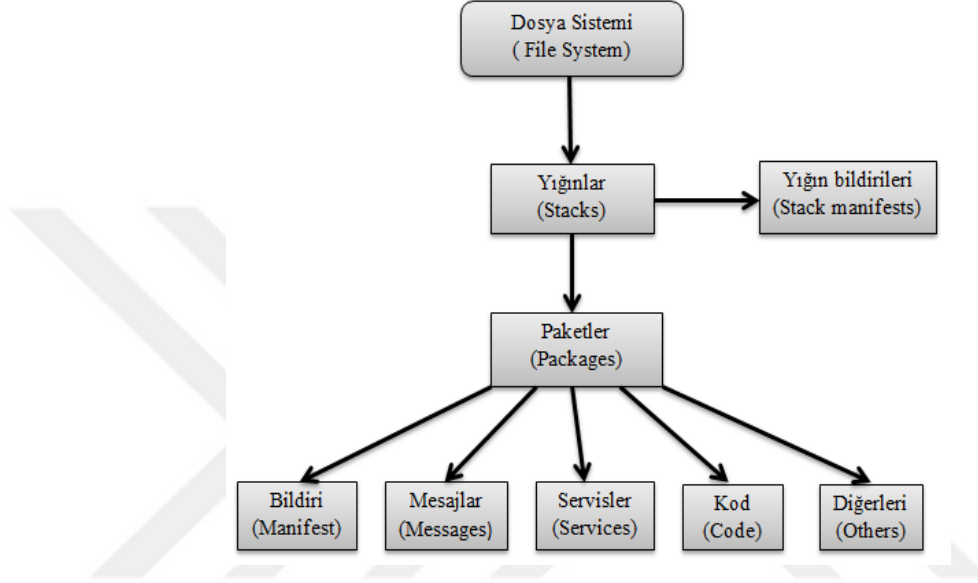 Dosya Sistemi
( File System)
Yığınlar
(Stacks)
Yığın bildirileri
(Stack manifests)
Paketler
(Packages)
Bildiri
(Manifest)
Mesajlar
(Messages)
Servisler
(Services)
Kod
(Code)
Diğerleri
(Others)